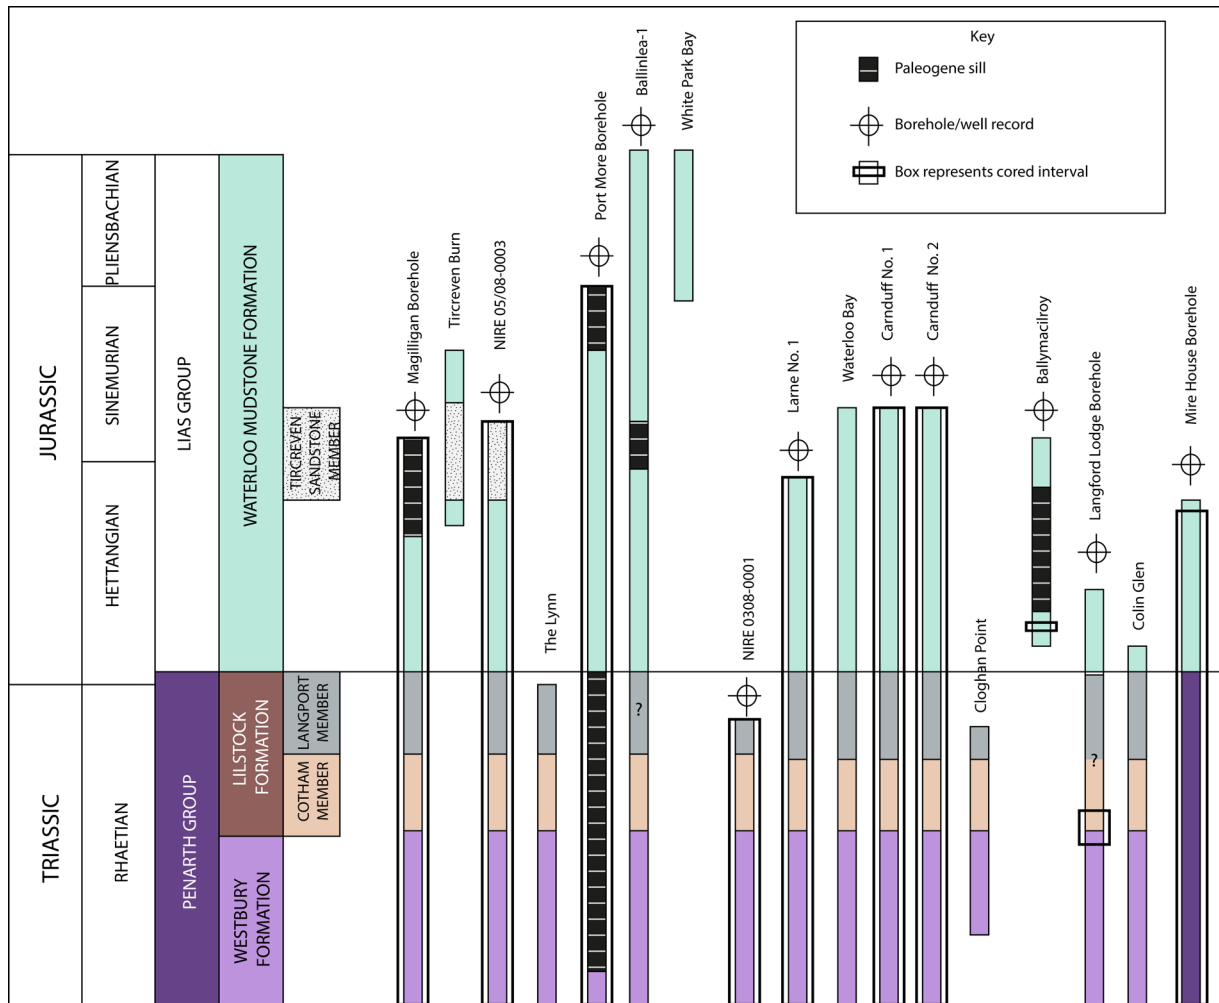 Key
Paleogene sill
Borehole/well record
Box represents cored interval
JURASSIC
TRIASSIC
PLIENSBACHIAN
SINEMURIAN
HETTANGIAN
RHAETIAN
LIAS GROUP
PENARTH GROUP
WATERLOO MUDSTONE FORMATION
LILSTOCK
FORMATION
WESTBURY
FORMATION
TIRCREVEN
SANDSTONE
MEMBER
LANGPORT
MEMBER
COTHAM
MEMBER
Magilligan Borehole
Tircreven Burn
NIRE 05/08-0003
The Lynn
Port More Borehole
Ballinlea-1
?
White Park Bay
NIRE 0308-0001
Larne No. 1
Waterloo Bay
Carnduff No. 1
Carnduff No. 2
Cloghan Point
Ballymacilroy
Langford Lodge Borehole
?
Colin Glen
Mire House Borehole